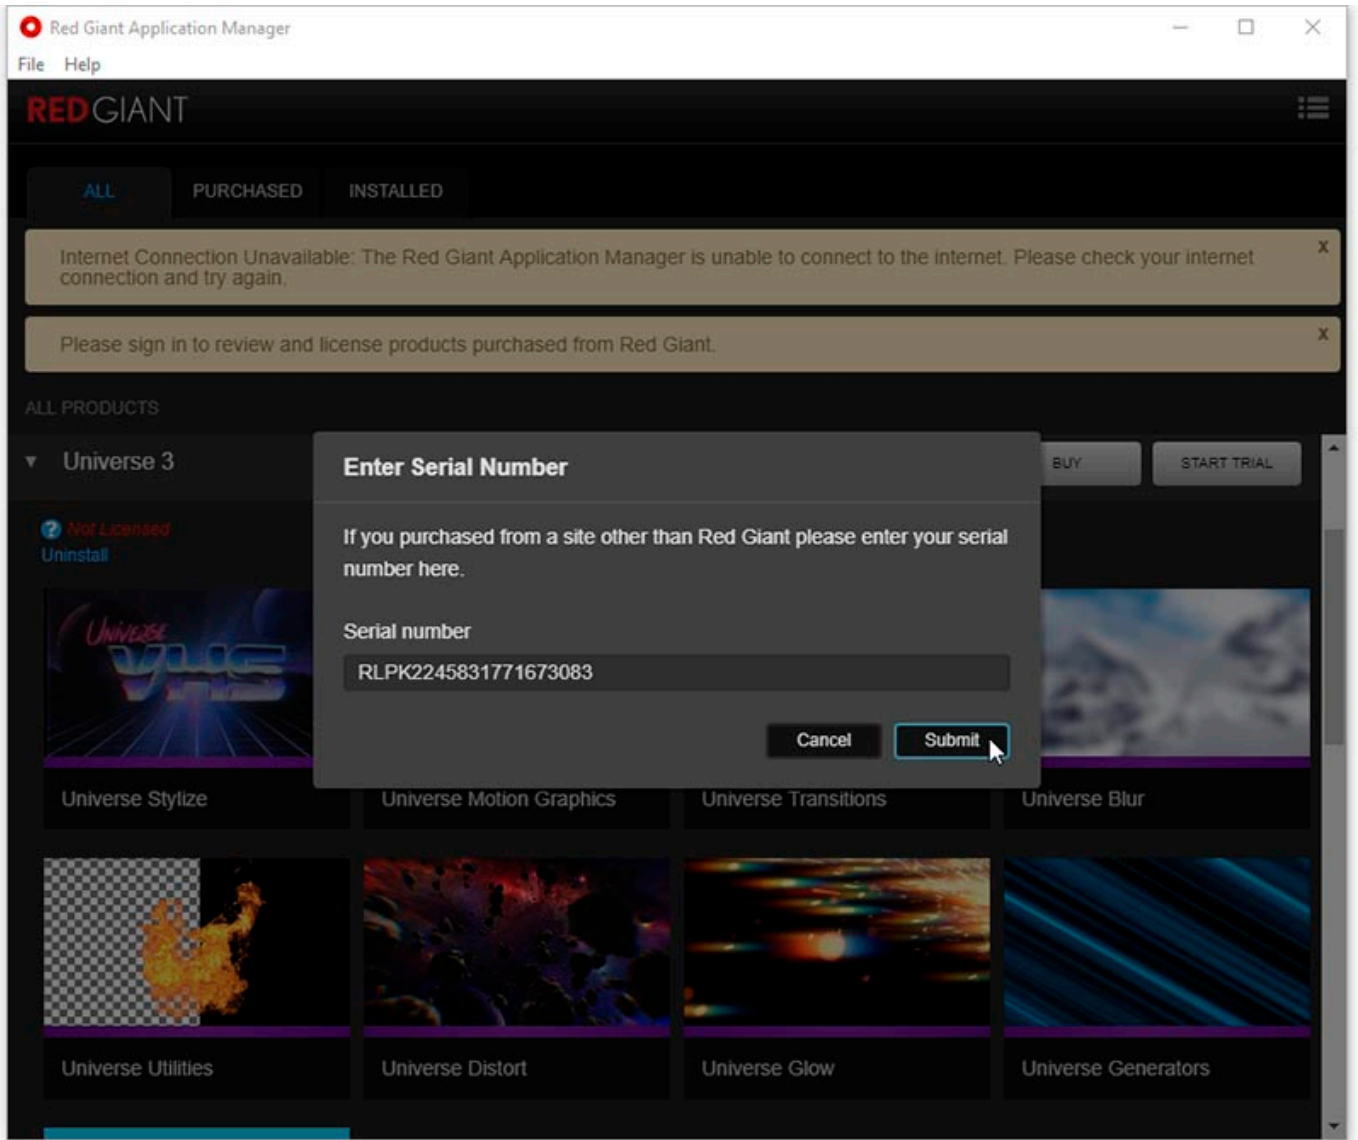 Red Giant Application Manager
File Help
REDGIANT
ALL PURCHASED INSTALLED
Internet Connection Unavailable: The Red Giant Application Manager is unable to connect to the internet. Please check your internet
connection and try again.
x
Please sign in to review and license products purchased from Red Giant.
x
ALL PRODUCTS
Universe 3
BUY START TRIAL
? Not Licensed
Uninstall
Enter Serial Number
If you purchased from a site other than Red Giant please enter your serial
number here.
Serial number
RLPK2245831771673083
Cancel Submit
UNIVERSE
VHS
Universe Stylize Universe Motion Graphics Universe Transitions Universe Blur
Universe Utilities Universe Distort Universe Glow Universe Generators